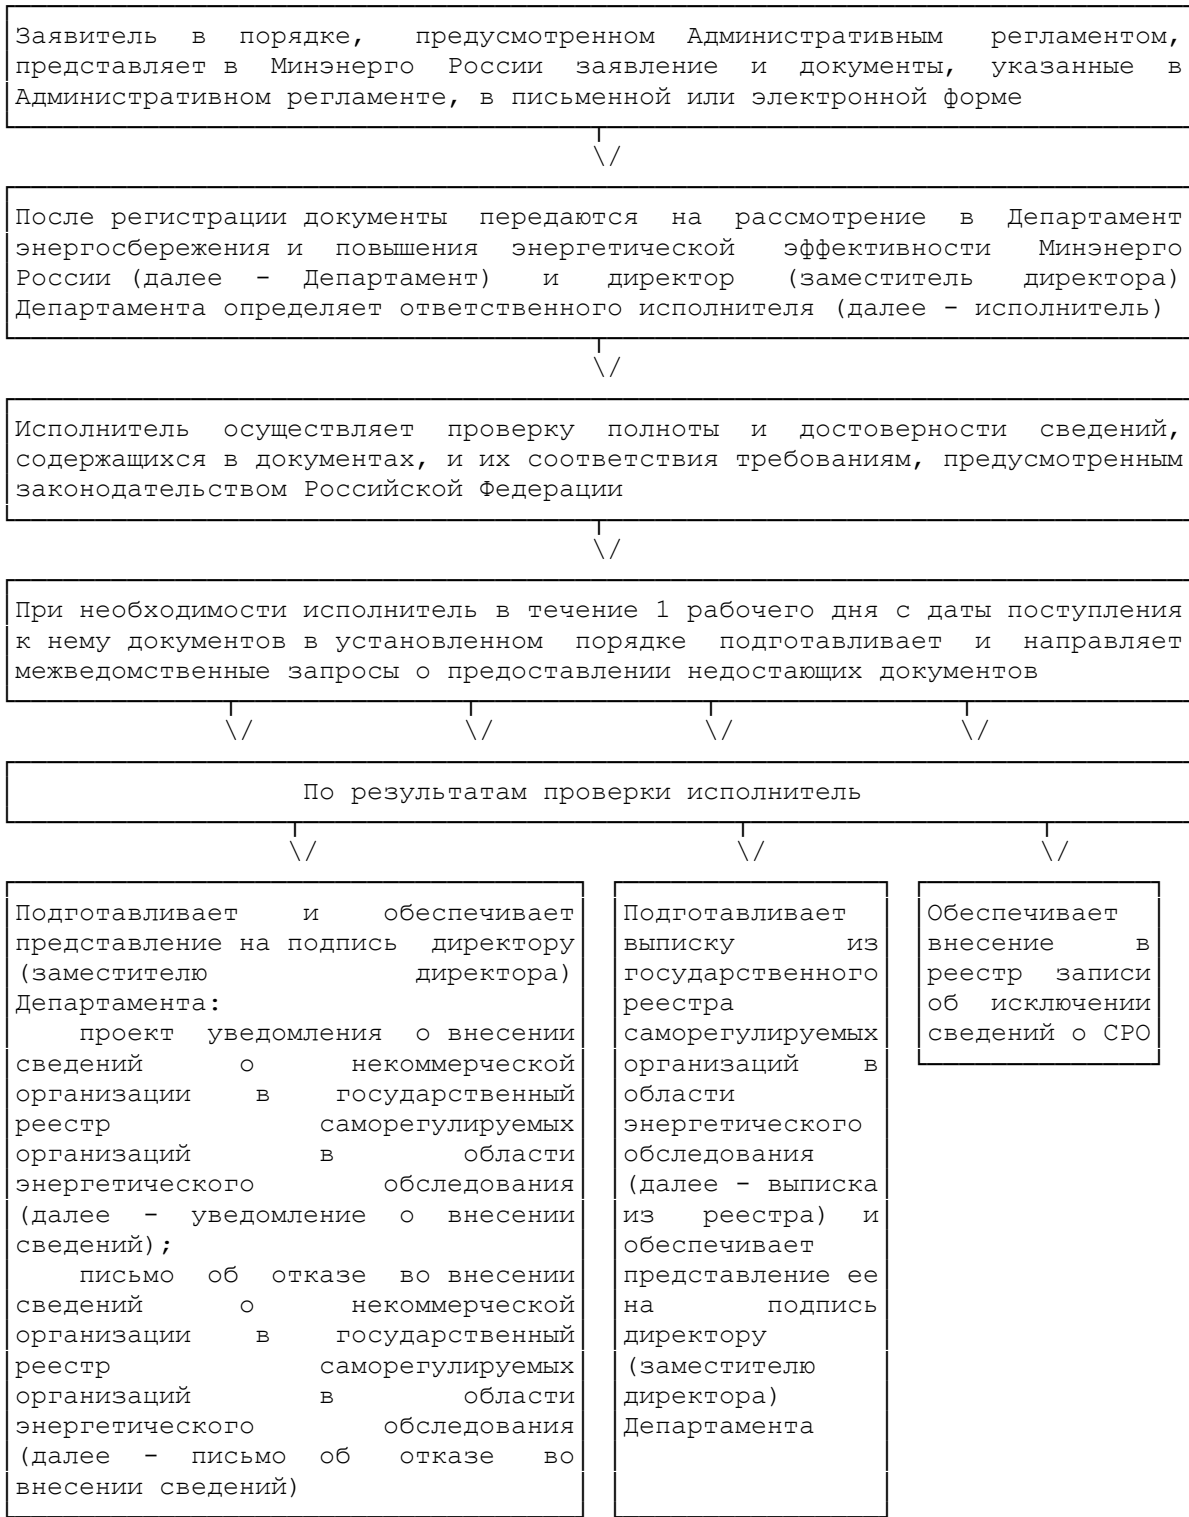 Заявитель в порядке, предусмотренном Административным регламентом,
представляет в Минэнерго России заявление и документы, указанные в
Административном регламенте, в письменной или электронной форме
\/
После регистрации документы передаются на рассмотрение в Департамент
энергосбережения и повышения энергетической эффективности Минэнерго
России (далее - Департамент) и директор (заместитель директора)
Департамента определяет ответственного исполнителя (далее - исполнитель)
\/
Исполнитель осуществляет проверку полноты и достоверности сведений,
содержащихся в документах, и их соответствия требованиям, предусмотренным
законодательством Российской Федерации
\/
При необходимости исполнитель в течение 1 рабочего дня с даты поступления
к нему документов в установленном порядке подготавливает и направляет
межведомственные запросы о предоставлении недостающих документов
\/ \/ \/ \/
По результатам проверки исполнитель
\/ \/ \/
Подготавливает и обеспечивает
представление на подпись директору
(заместителю директора)
Департамента:
проект уведомления о внесении
сведений о некоммерческой
организации в государственный
реестр саморегулируемых
организаций в области
энергетического обследования
(далее - уведомление о внесении
сведений);
письмо об отказе во внесении
сведений о некоммерческой
организации в государственный
реестр саморегулируемых
организаций в области
энергетического обследования
(далее - письмо об отказе во
внесении сведений)
Подготавливает
выписку из
государственного
реестра
саморегулируемых
организаций в
области
энергетического
обследования
(далее - выписка
из реестра) и
обеспечивает
представление ее
на подпись
директору
(заместителю
директора)
Департамента
Обеспечивает
внесение в
реестр записи
об исключении
сведений о СРО